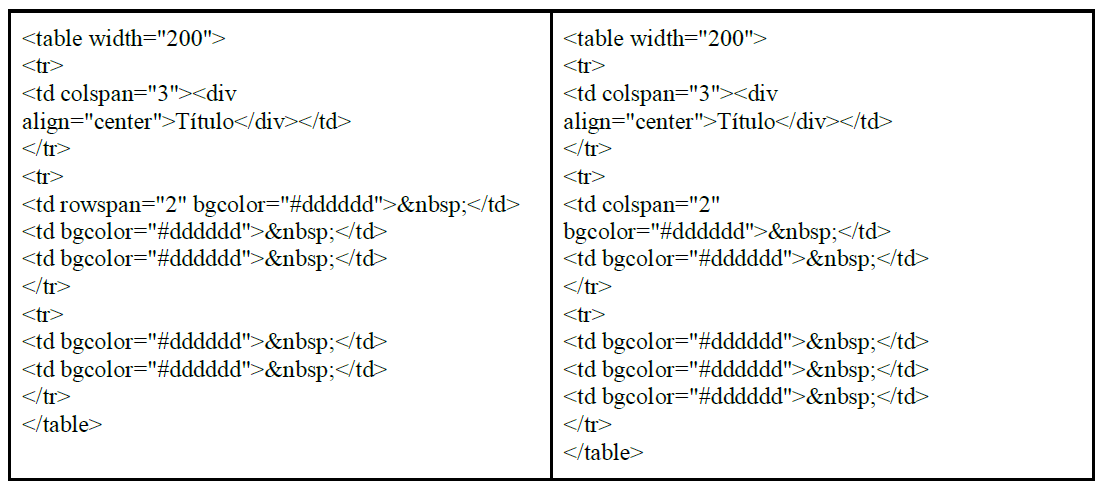 <table width="200">
<tr>
<td colspan="3"><div
align="center">Título</div></td>
</tr>
<tr>
<td rowspan="2" bgcolor="#dddddd">&nbsp;</td>
<td bgcolor="#dddddd">&nbsp;</td>
<td bgcolor="#dddddd">&nbsp;</td>
</tr>
<tr>
<td bgcolor="#dddddd">&nbsp;</td>
<td bgcolor="#dddddd">&nbsp;</td>
</tr>
</table>
<table width="200">
<tr>
<td colspan="3"><div
align="center">Título</div></td>
</tr>
<tr>
<td colspan="2"
bgcolor="#dddddd">&nbsp;</td>
<td bgcolor="#dddddd">&nbsp;</td>
</tr>
<tr>
<td bgcolor="#dddddd">&nbsp;</td>
<td bgcolor="#dddddd">&nbsp;</td>
<td bgcolor="#dddddd">&nbsp;</td>
</tr>
</table>